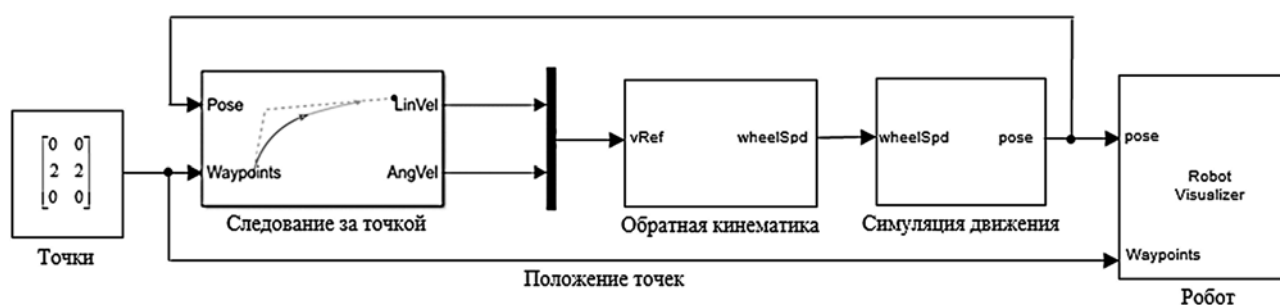 Pose
LinVel
Waypoints
AngVel
Следование за точкой
0 0
2 2
0 0
Точки
vRef
wheelSpd
Обратная кинематика
wheelSpd
pose
Симуляция движения
pose
Robot
Visualizer
Waypoints
Робот
Положение точек